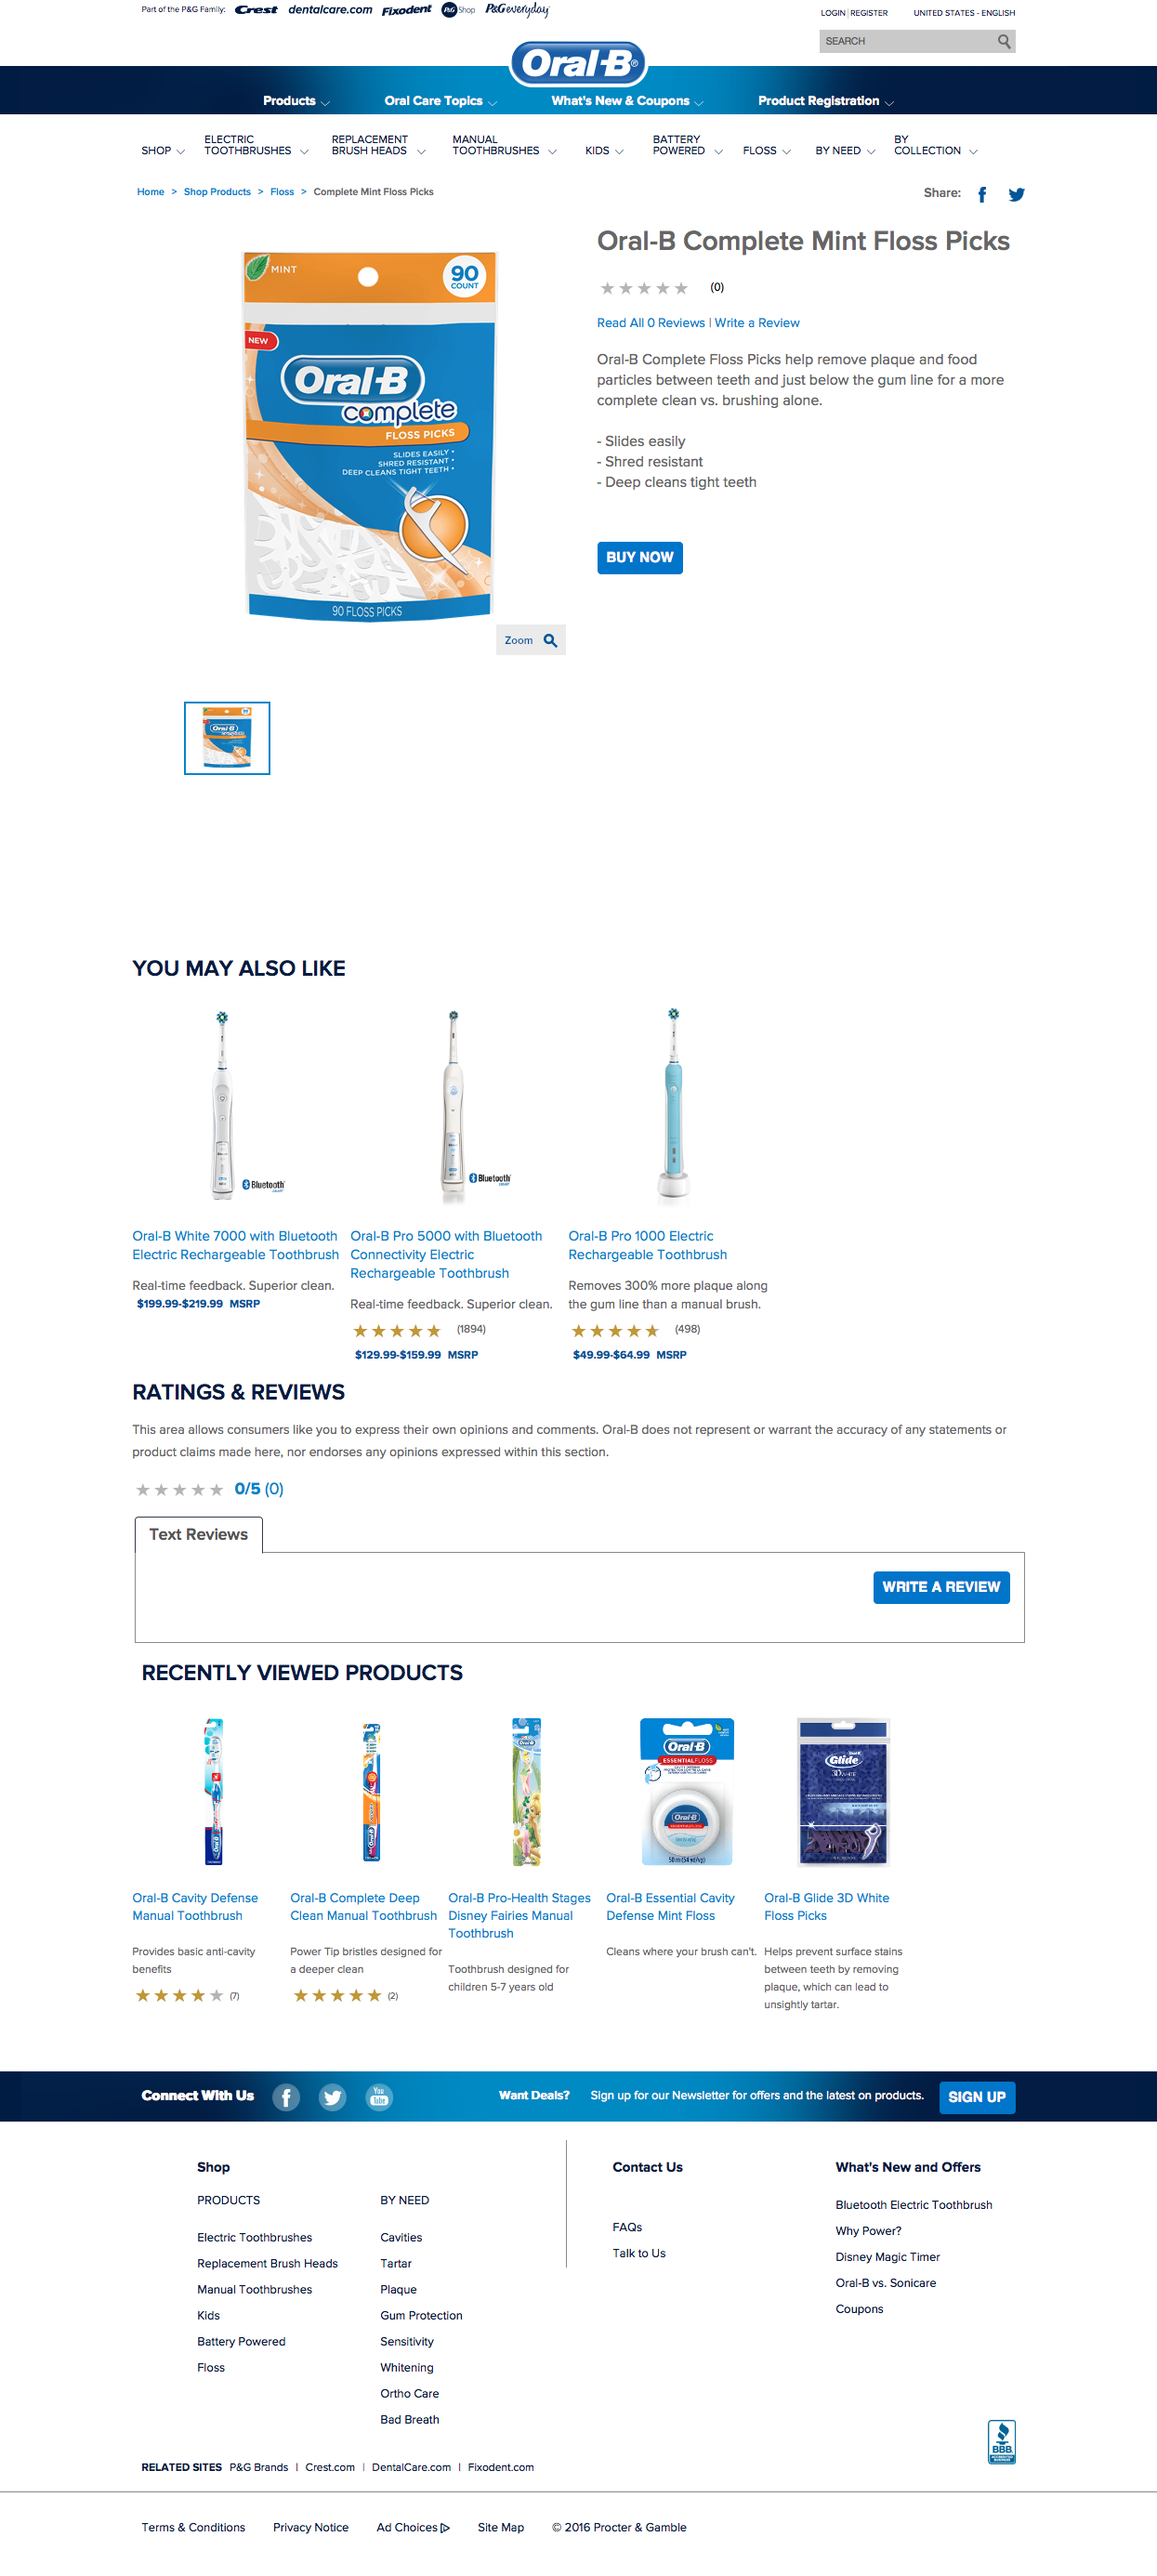 Part of the P&G Family:
Crest
dentalcare.com
Fixodent
P&G Shop
P&G everyday
LOGIN | REGISTER
UNITED STATES - ENGLISH
SEARCH
Oral-B®
Products
Oral Care Topics
What's New & Coupons
Product Registration
SHOP
ELECTRIC
TOOTHBRUSHES
REPLACEMENT
BRUSH HEADS
MANUAL
TOOTHBRUSHES
KIDS
BATTERY
POWERED
FLOSS
BY NEED
BY
COLLECTION
Home > Shop Products > Floss > Complete Mint Floss Picks
Share:
MINT
90
COUNT
NEW
Oral-B
complete
FLOSS PICKS
SLIDES EASILY •
SHRED RESISTANT •
DEEP CLEANS TIGHT TEETH •
90 FLOSS PICKS
Zoom
Oral-B Complete Mint Floss Picks
(0)
Read All 0 Reviews | Write a Review
Oral-B Complete Floss Picks help remove plaque and food
particles between teeth and just below the gum line for a more
complete clean vs. brushing alone.
- Slides easily
- Shred resistant
- Deep cleans tight teeth
BUY NOW
YOU MAY ALSO LIKE
Bluetooth
Bluetooth
Oral-B White 7000 with Bluetooth
Electric Rechargeable Toothbrush
Real-time feedback. Superior clean.
$199.99-$219.99 MSRP
Oral-B Pro 5000 with Bluetooth
Connectivity Electric
Rechargeable Toothbrush
Real-time feedback. Superior clean.
(1894)
$129.99-$159.99 MSRP
Oral-B Pro 1000 Electric
Rechargeable Toothbrush
Removes 300% more plaque along
the gum line than a manual brush.
(498)
$49.99-$64.99 MSRP
RATINGS & REVIEWS
This area allows consumers like you to express their own opinions and comments. Oral-B does not represent or warrant the accuracy of any statements or
product claims made here, nor endorses any opinions expressed within this section.
0/5 (0)
Text Reviews
WRITE A REVIEW
RECENTLY VIEWED PRODUCTS
Oral-B
ESSENTIALFLOSS
Oral-B
50 m (54 yd/vg)
Glide
3D WHITE
Oral-B Cavity Defense
Manual Toothbrush
Provides basic anti-cavity
benefits
(7)
Oral-B Complete Deep
Clean Manual Toothbrush
Power Tip bristles designed for
a deeper clean
(2)
Oral-B Pro-Health Stages
Disney Fairies Manual
Toothbrush
Toothbrush designed for
children 5-7 years old
Oral-B Essential Cavity
Defense Mint Floss
Cleans where your brush can't.
Oral-B Glide 3D White
Floss Picks
Helps prevent surface stains
between teeth by removing
plaque, which can lead to
unsightly tartar.
Connect With Us
You
Tube
Want Deals?
Sign up for our Newsletter for offers and the latest on products.
SIGN UP
Shop
PRODUCTS
Electric Toothbrushes
Replacement Brush Heads
Manual Toothbrushes
Kids
Battery Powered
Floss
BY NEED
Cavities
Tartar
Plaque
Gum Protection
Sensitivity
Whitening
Ortho Care
Bad Breath
Contact Us
FAQs
Talk to Us
What's New and Offers
Bluetooth Electric Toothbrush
Why Power?
Disney Magic Timer
Oral-B vs. Sonicare
Coupons
BBB
RELATED SITES P&G Brands | Crest.com | DentalCare.com | Fixodent.com
Terms & Conditions
Privacy Notice
Ad Choices
Site Map
© 2016 Procter & Gamble